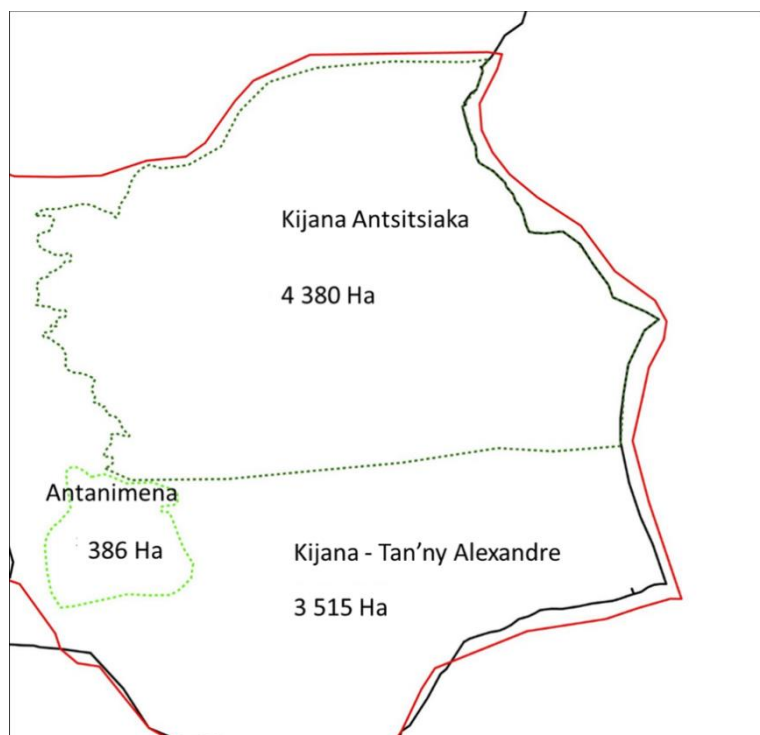 Kijana Antsitsiaka
4 380 Ha
Antanimena
386 Ha
Kijana - Tan’ny Alexandre
3 515 Ha